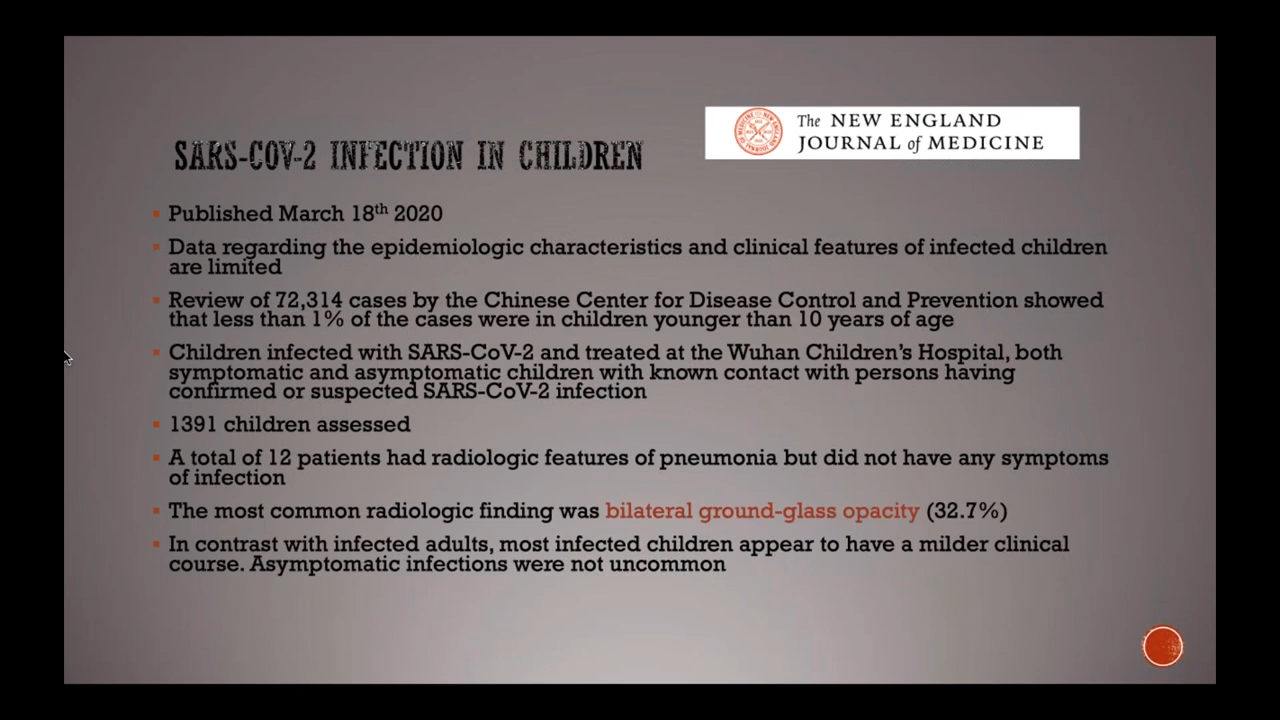 The NEW ENGLAND
JOURNAL of MEDICINE
SARS-COV-2 INFECTION IN CHILDREN
▪ Published March 18th 2020
▪ Data regarding the epidemiologic characteristics and clinical features of infected children
are limited
▪ Review of 72,314 cases by the Chinese Center for Disease Control and Prevention showed
that less than 1% of the cases were in children younger than 10 years of age
▪ Children infected with SARS-CoV-2 and treated at the Wuhan Children's Hospital, both
symptomatic and asymptomatic children with known contact with persons having
confirmed or suspected SARS-CoV-2 infection
▪ 1391 children assessed
▪ A total of 12 patients had radiologic features of pneumonia but did not have any symptoms
of infection
▪ The most common radiologic finding was bilateral ground-glass opacity (32.7%)
▪ In contrast with infected adults, most infected children appear to have a milder clinical
course. Asymptomatic infections were not uncommon